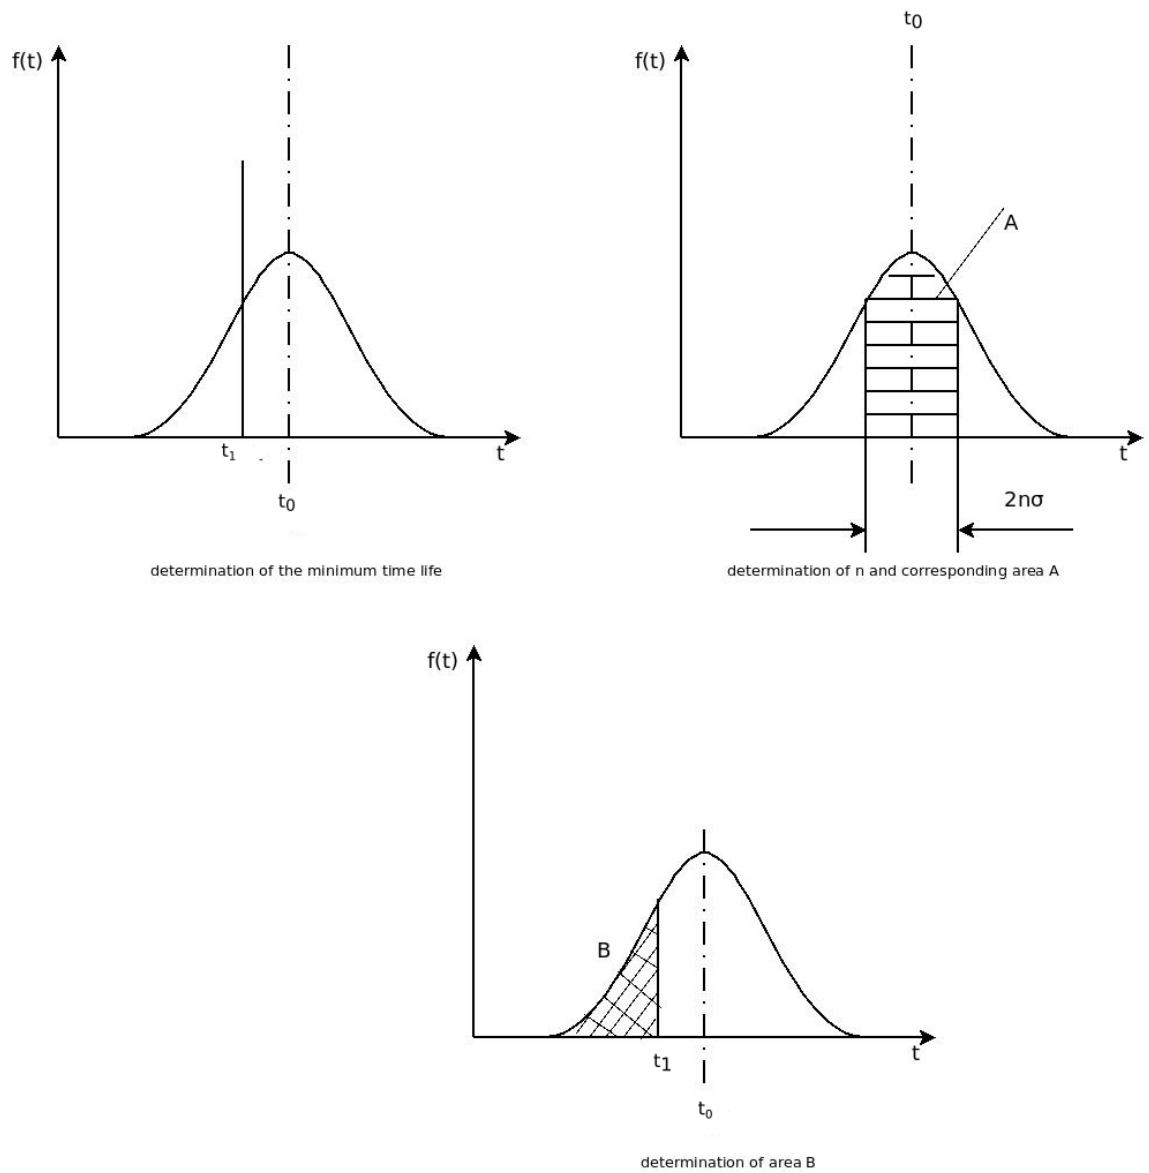 f(t)
t₁
t
t₀
determination of the minimum time life
t₀
f(t)
A
t
2nσ
determination of n and corresponding area A
f(t)
B
t₁
t
t₀
determination of area B